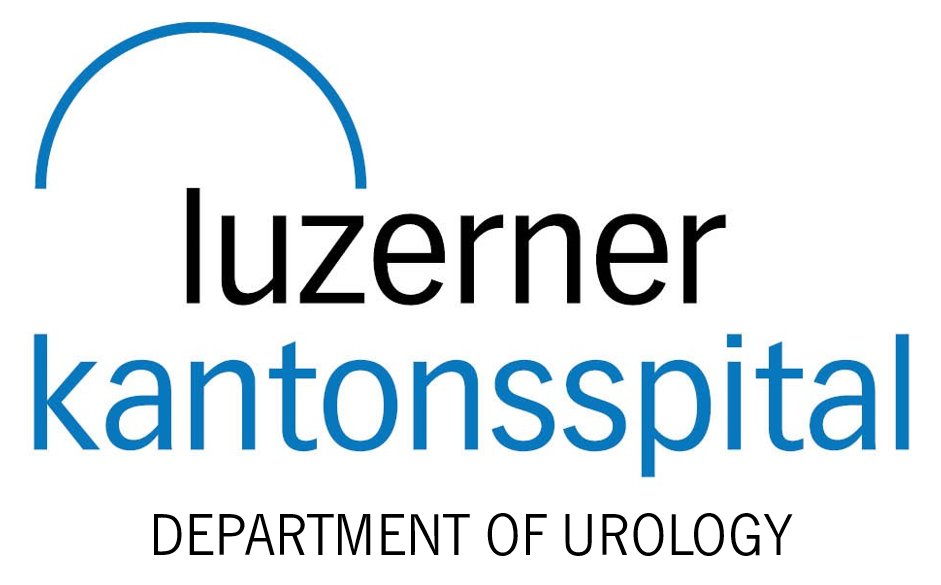 luzerner
kantonsspital
DEPARTMENT OF UROLOGY